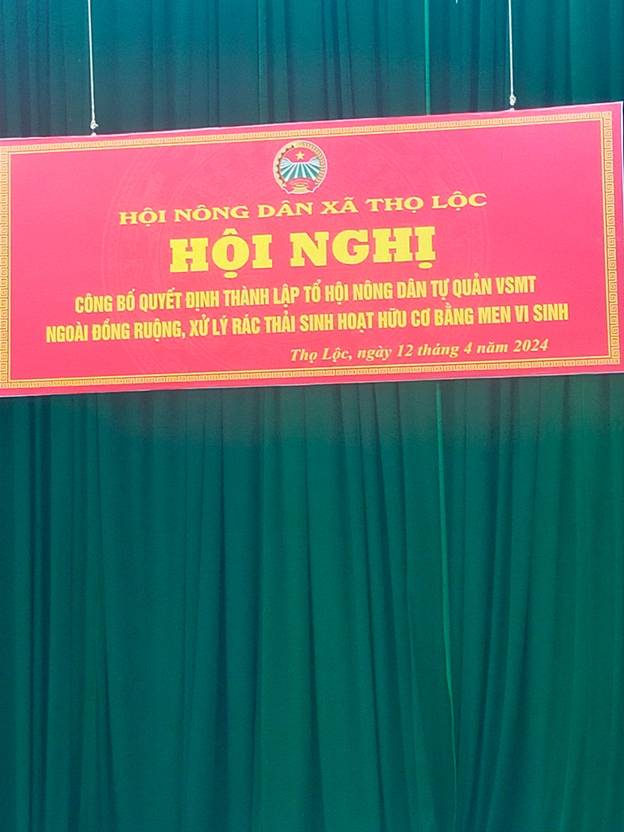 HỘI NÔNG DÂN XÃ THỌ LỘC
HỘI NGHỊ
CÔNG BỐ QUYẾT ĐỊNH THÀNH LẬP TỔ HỘI NÔNG DÂN TỰ QUẢN VSMT
NGOÀI ĐỒNG RUỘNG, XỬ LÝ RÁC THẢI SINH HOẠT HỮU CƠ BẰNG MEN VI SINH
Thọ Lộc, ngày 12 tháng 4 năm 2024